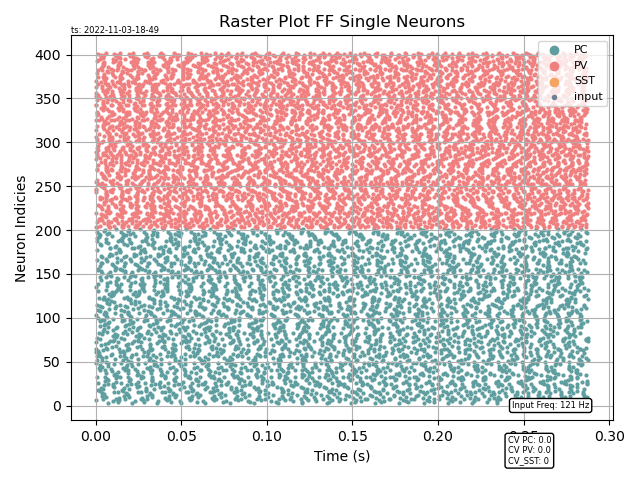 Raster Plot FF Single Neurons
ts: 2022-11-03-18-49
PC
PV
SST
input
Neuron Indicies
400
350
300
250
200
150
100
50
0
Input Freq: 121 Hz
0.00 0.05 0.10 0.15 0.20 0.25 0.30
Time (s)
CV PC: 0.0
CV PV: 0.0
CV_SST: 0